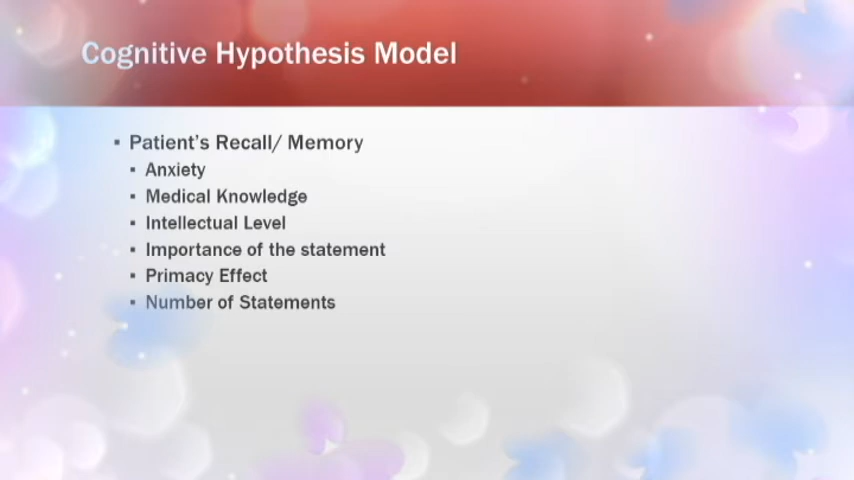 Cognitive Hypothesis Model
▪ Patient's Recall/ Memory
▪ Anxiety
▪ Medical Knowledge
▪ Intellectual Level
▪ Importance of the statement
▪ Primacy Effect
▪ Number of Statements